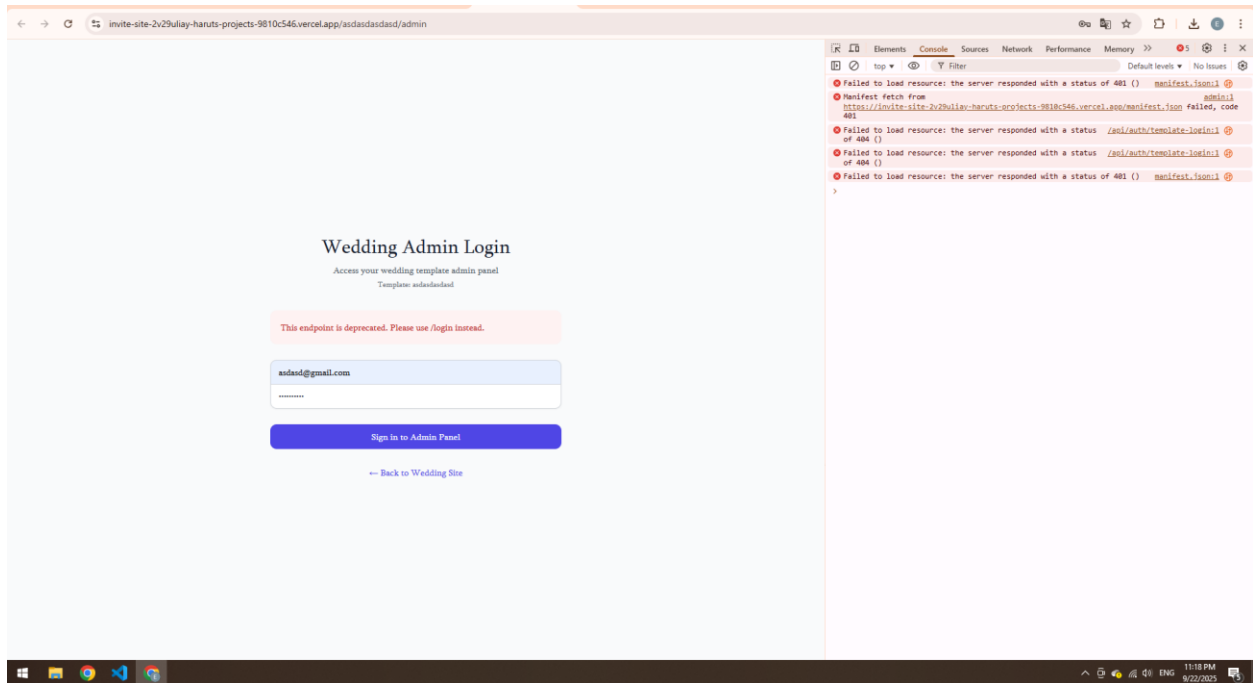 invite-site-2v29uliay-haruts-projects-9810c546.vercel.app/asdasdasdasd/admin
Elements Console Sources Network Performance Memory 5
top Filter Default levels No Issues
Failed to load resource: the server responded with a status of 401 () manifest.json:1
Manifest fetch from admin:1
https://invite-site-2v29uliay-haruts-projects-9810c546.vercel.app/manifest.json failed, code
401
Failed to load resource: the server responded with a status /api/auth/template-login:1
of 404 ()
Failed to load resource: the server responded with a status /api/auth/template-login:1
of 404 ()
Failed to load resource: the server responded with a status of 401 () manifest.json:1
Wedding Admin Login
Access your wedding template admin panel
Template: asdasdasdasd
This endpoint is deprecated. Please use /login instead.
asdasd@gmail.com
Sign in to Admin Panel
← Back to Wedding Site
ENG
11:18 PM
9/22/2025